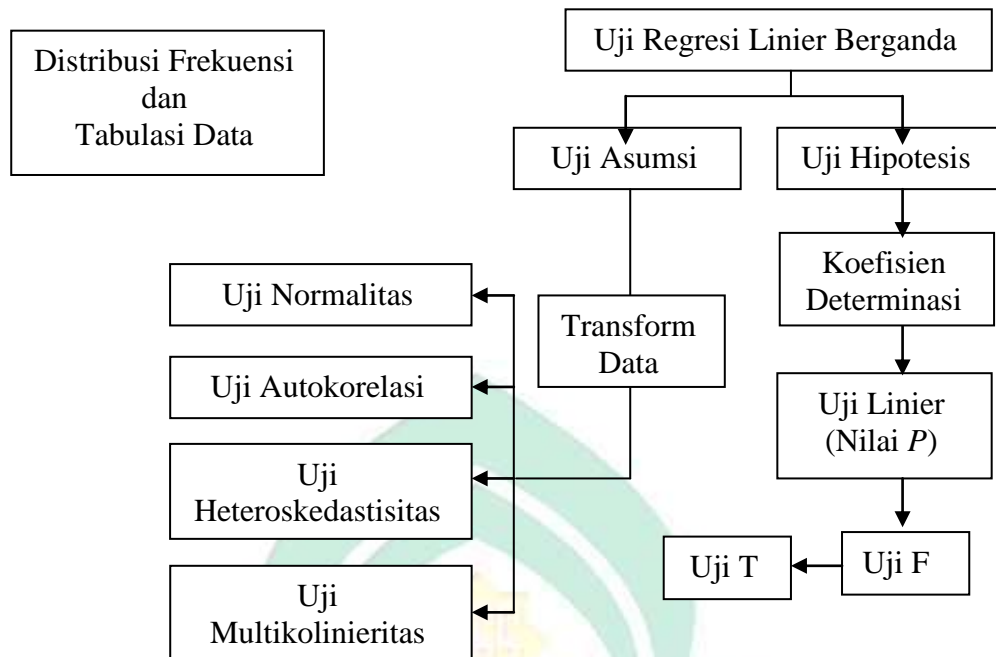 Distribusi Frekuensi
dan
Tabulasi Data
Uji Regresi Linier Berganda
Uji Asumsi
Uji Hipotesis
Koefisien
Determinasi
Uji Normalitas
Transform
Data
Uji Autokorelasi
Uji Linier
(Nilai P)
Uji
Heteroskedastisitas
Uji T
Uji F
Uji
Multikolinieritas